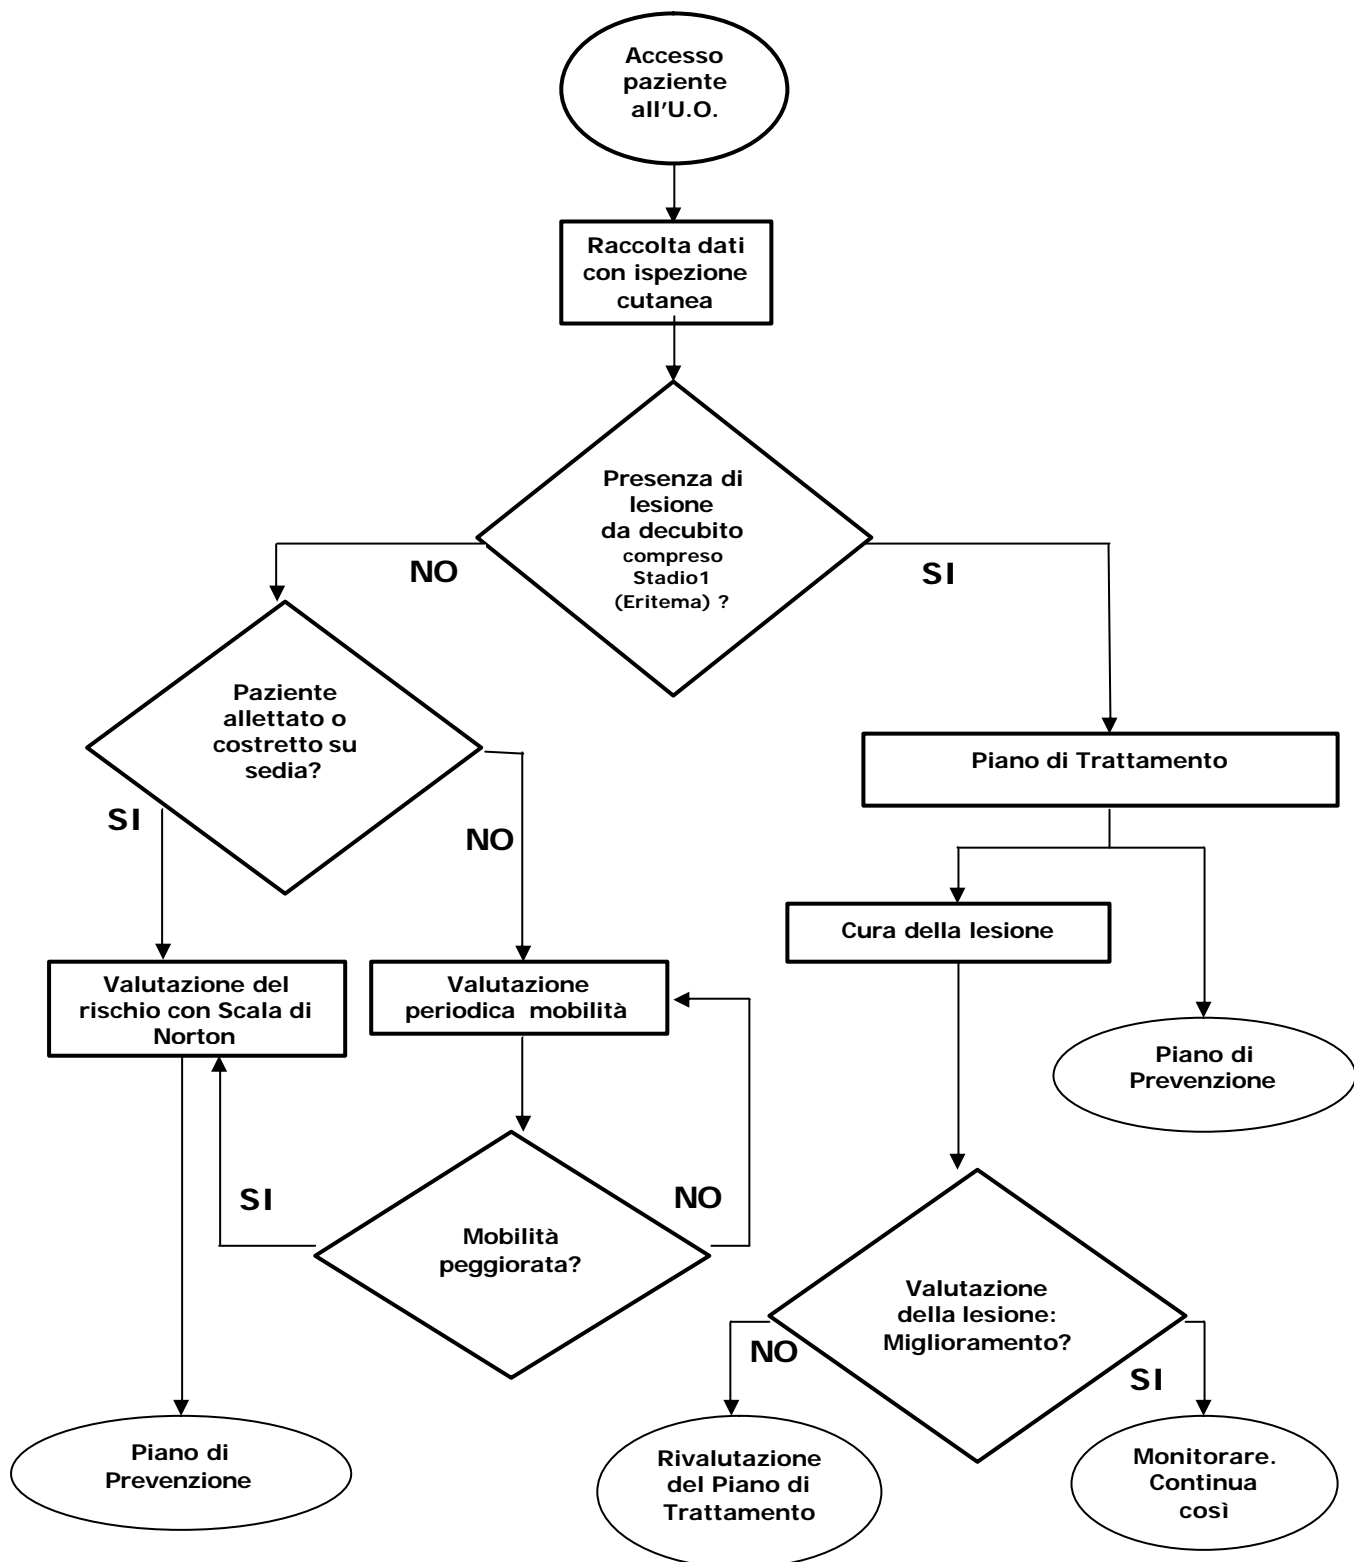 Accesso
paziente
all'U.O.
Raccolta dati
con ispezione
cutanea
Presenza di
lesione
da decubito
compreso
Stadio1
(Eritema) ?
NO
SI
Paziente
allettato o
costretto su
sedia?
SI
NO
Piano di Trattamento
Cura della lesione
Valutazione del
rischio con Scala di
Norton
Valutazione
periodica mobilità
Piano di
Prevenzione
SI
NO
Mobilità
peggiorata?
Valutazione
della lesione:
Miglioramento?
NO
SI
Piano di
Prevenzione
Rivalutazione
del Piano di
Trattamento
Monitorare.
Continua
così